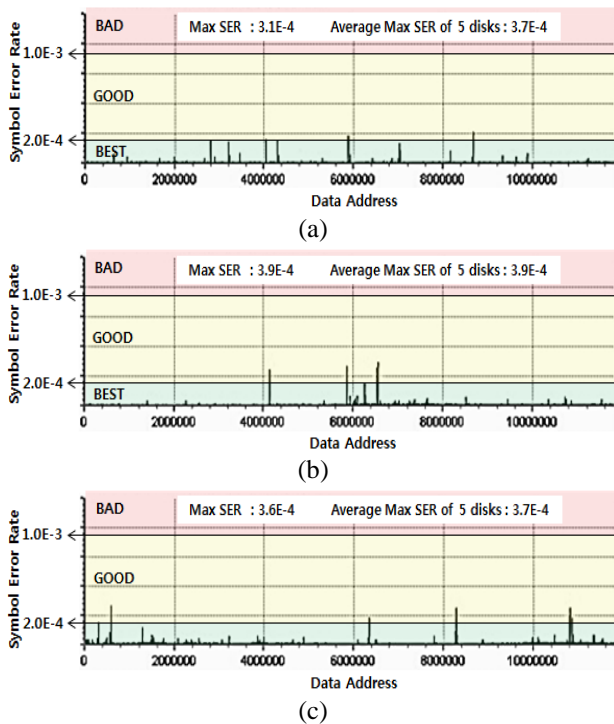 BAD
Max SER : 3.1E-4 Average Max SER of 5 disks : 3.7E-4
1.0E-3
GOOD
2.0E-4
BEST
Symbol Error Rate
0 2000000 4000000 6000000 8000000 10000000
Data Address
(a)
BAD
Max SER : 3.9E-4 Average Max SER of 5 disks : 3.9E-4
1.0E-3
GOOD
2.0E-4
BEST
Symbol Error Rate
0 2000000 4000000 6000000 8000000 10000000
Data Address
(b)
BAD
Max SER : 3.6E-4 Average Max SER of 5 disks : 3.7E-4
1.0E-3
GOOD
2.0E-4
Symbol Error Rate
0 2000000 4000000 6000000 8000000 10000000
Data Address
(c)